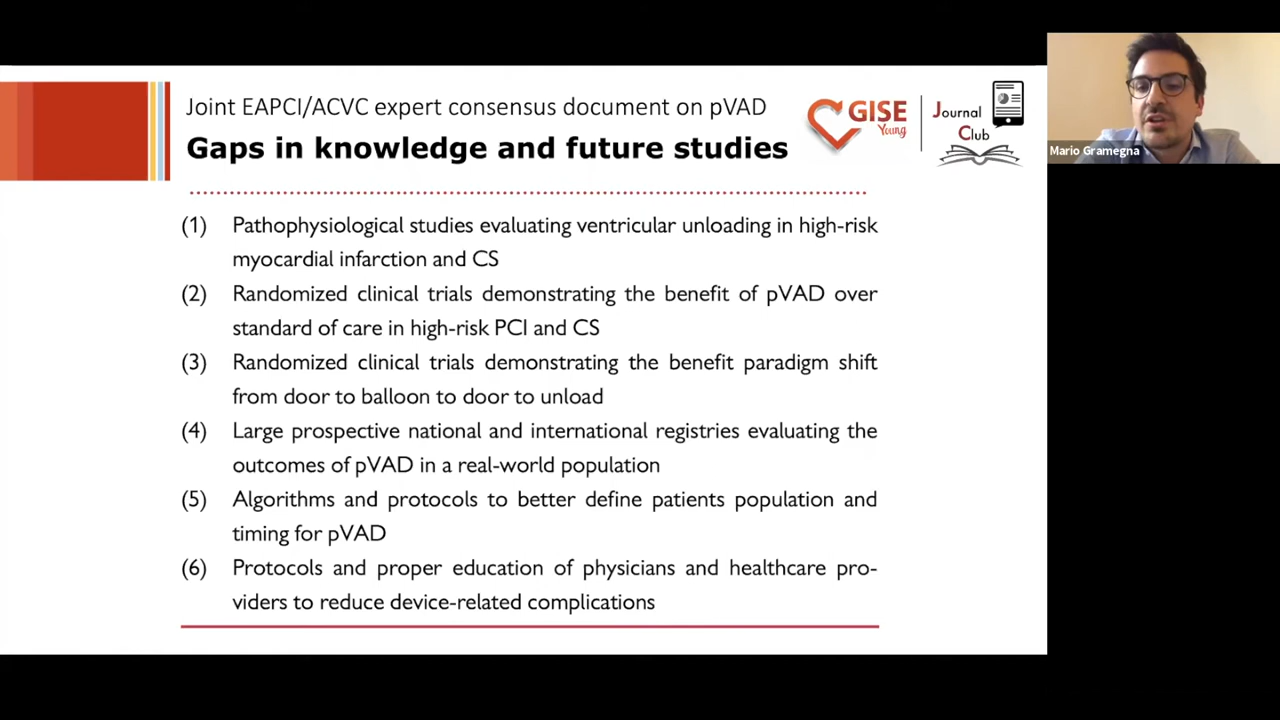 Joint EAPCI/ACVC expert consensus document on pVAD
Gaps in knowledge and future studies
GISE
Young
Journal
Club
Mario Gramegna
(1) Pathophysiological studies evaluating ventricular unloading in high-risk
myocardial infarction and CS
(2) Randomized clinical trials demonstrating the benefit of pVAD over
standard of care in high-risk PCI and CS
(3) Randomized clinical trials demonstrating the benefit paradigm shift
from door to balloon to door to unload
(4) Large prospective national and international registries evaluating the
outcomes of pVAD in a real-world population
(5) Algorithms and protocols to better define patients population and
timing for pVAD
(6) Protocols and proper education of physicians and healthcare pro-
viders to reduce device-related complications